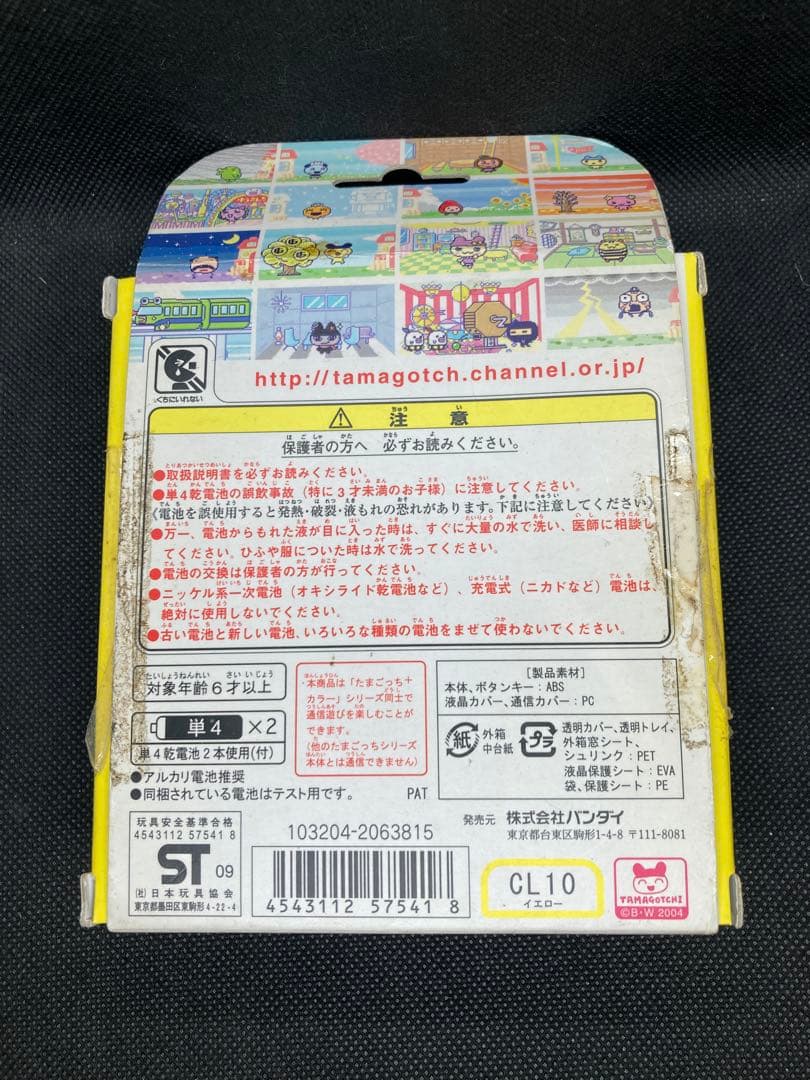 くちにいれない
http://tamagotch.channel.or.jp/
⚠ 注意
保護者の方へ 必ずお読みください。
●取扱説明書を必ずお読みください。
●単4乾電池の誤飲事故(特に3才未満のお子様)に注意してください。
(電池を誤使用すると発熱・破裂・液もれの恐れがあります。下記に注意してください)
●万一、電池からもれた液が目に入った時は、すぐに大量の水で洗い、医師に相談し
てください。ひふや服についた時は水で洗ってください。
●電池の交換は保護者の方が行ってください。
●ニッケル系一次電池(オキシライド乾電池など)、充電式(ニカドなど)電池は、
絶対に使用しないでください。
●古い電池と新しい電池、いろいろな種類の電池をまぜて使わないでください。
対象年齢6才以上
単4×2
単4乾電池2本使用(付)
●アルカリ電池推奨
●同梱されている電池はテスト用です。
PAT
・本商品は「たまごっち+
カラー」シリーズ同士で
通信遊びを楽しむことが
できます。
(他のたまごっちシリーズ
本体とは通信できません)
[製品素材]
本体、ボタンキー:ABS
液晶カバー、通信カバー:PC
紙
外箱
中台紙
プラ
透明カバー、透明トレイ、
外箱窓シート、
シュリンク:PET
液晶保護シート:EVA
袋、保護シート:PE
玩具安全基準合格
4543112 57541 8
ST 09
(社)日本玩具協会
東京都墨田区東駒形4-22-4
103204-2063815
4543112 575418
発売元 株式会社バンダイ
東京都台東区駒形1-4-8 〒111-8081
CL10
イエロー
TAMAGOTCHI
©B・W 2004